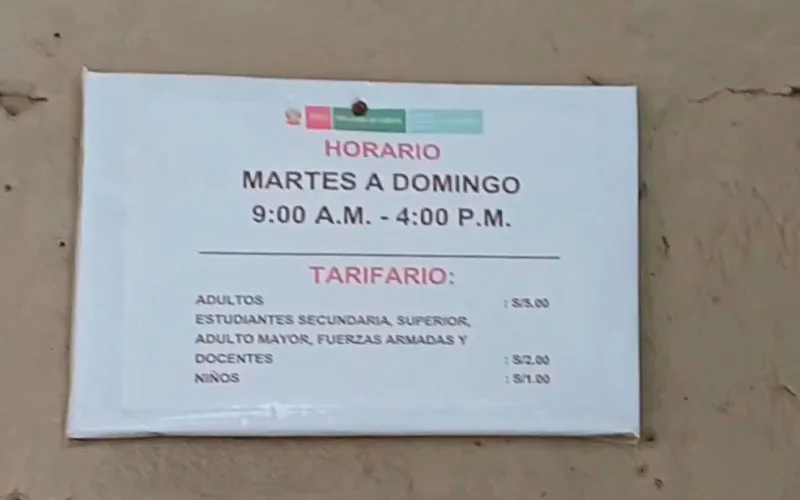 HORARIO
MARTES A DOMINGO
9:00 A.M. - 4:00 P.M.
TARIFARIO:
ADULTOS : S/5.00
ESTUDIANTES SECUNDARIA, SUPERIOR,
ADULTO MAYOR, FUERZAS ARMADAS Y
DOCENTES : S/2.00
NIÑOS : S/1.00